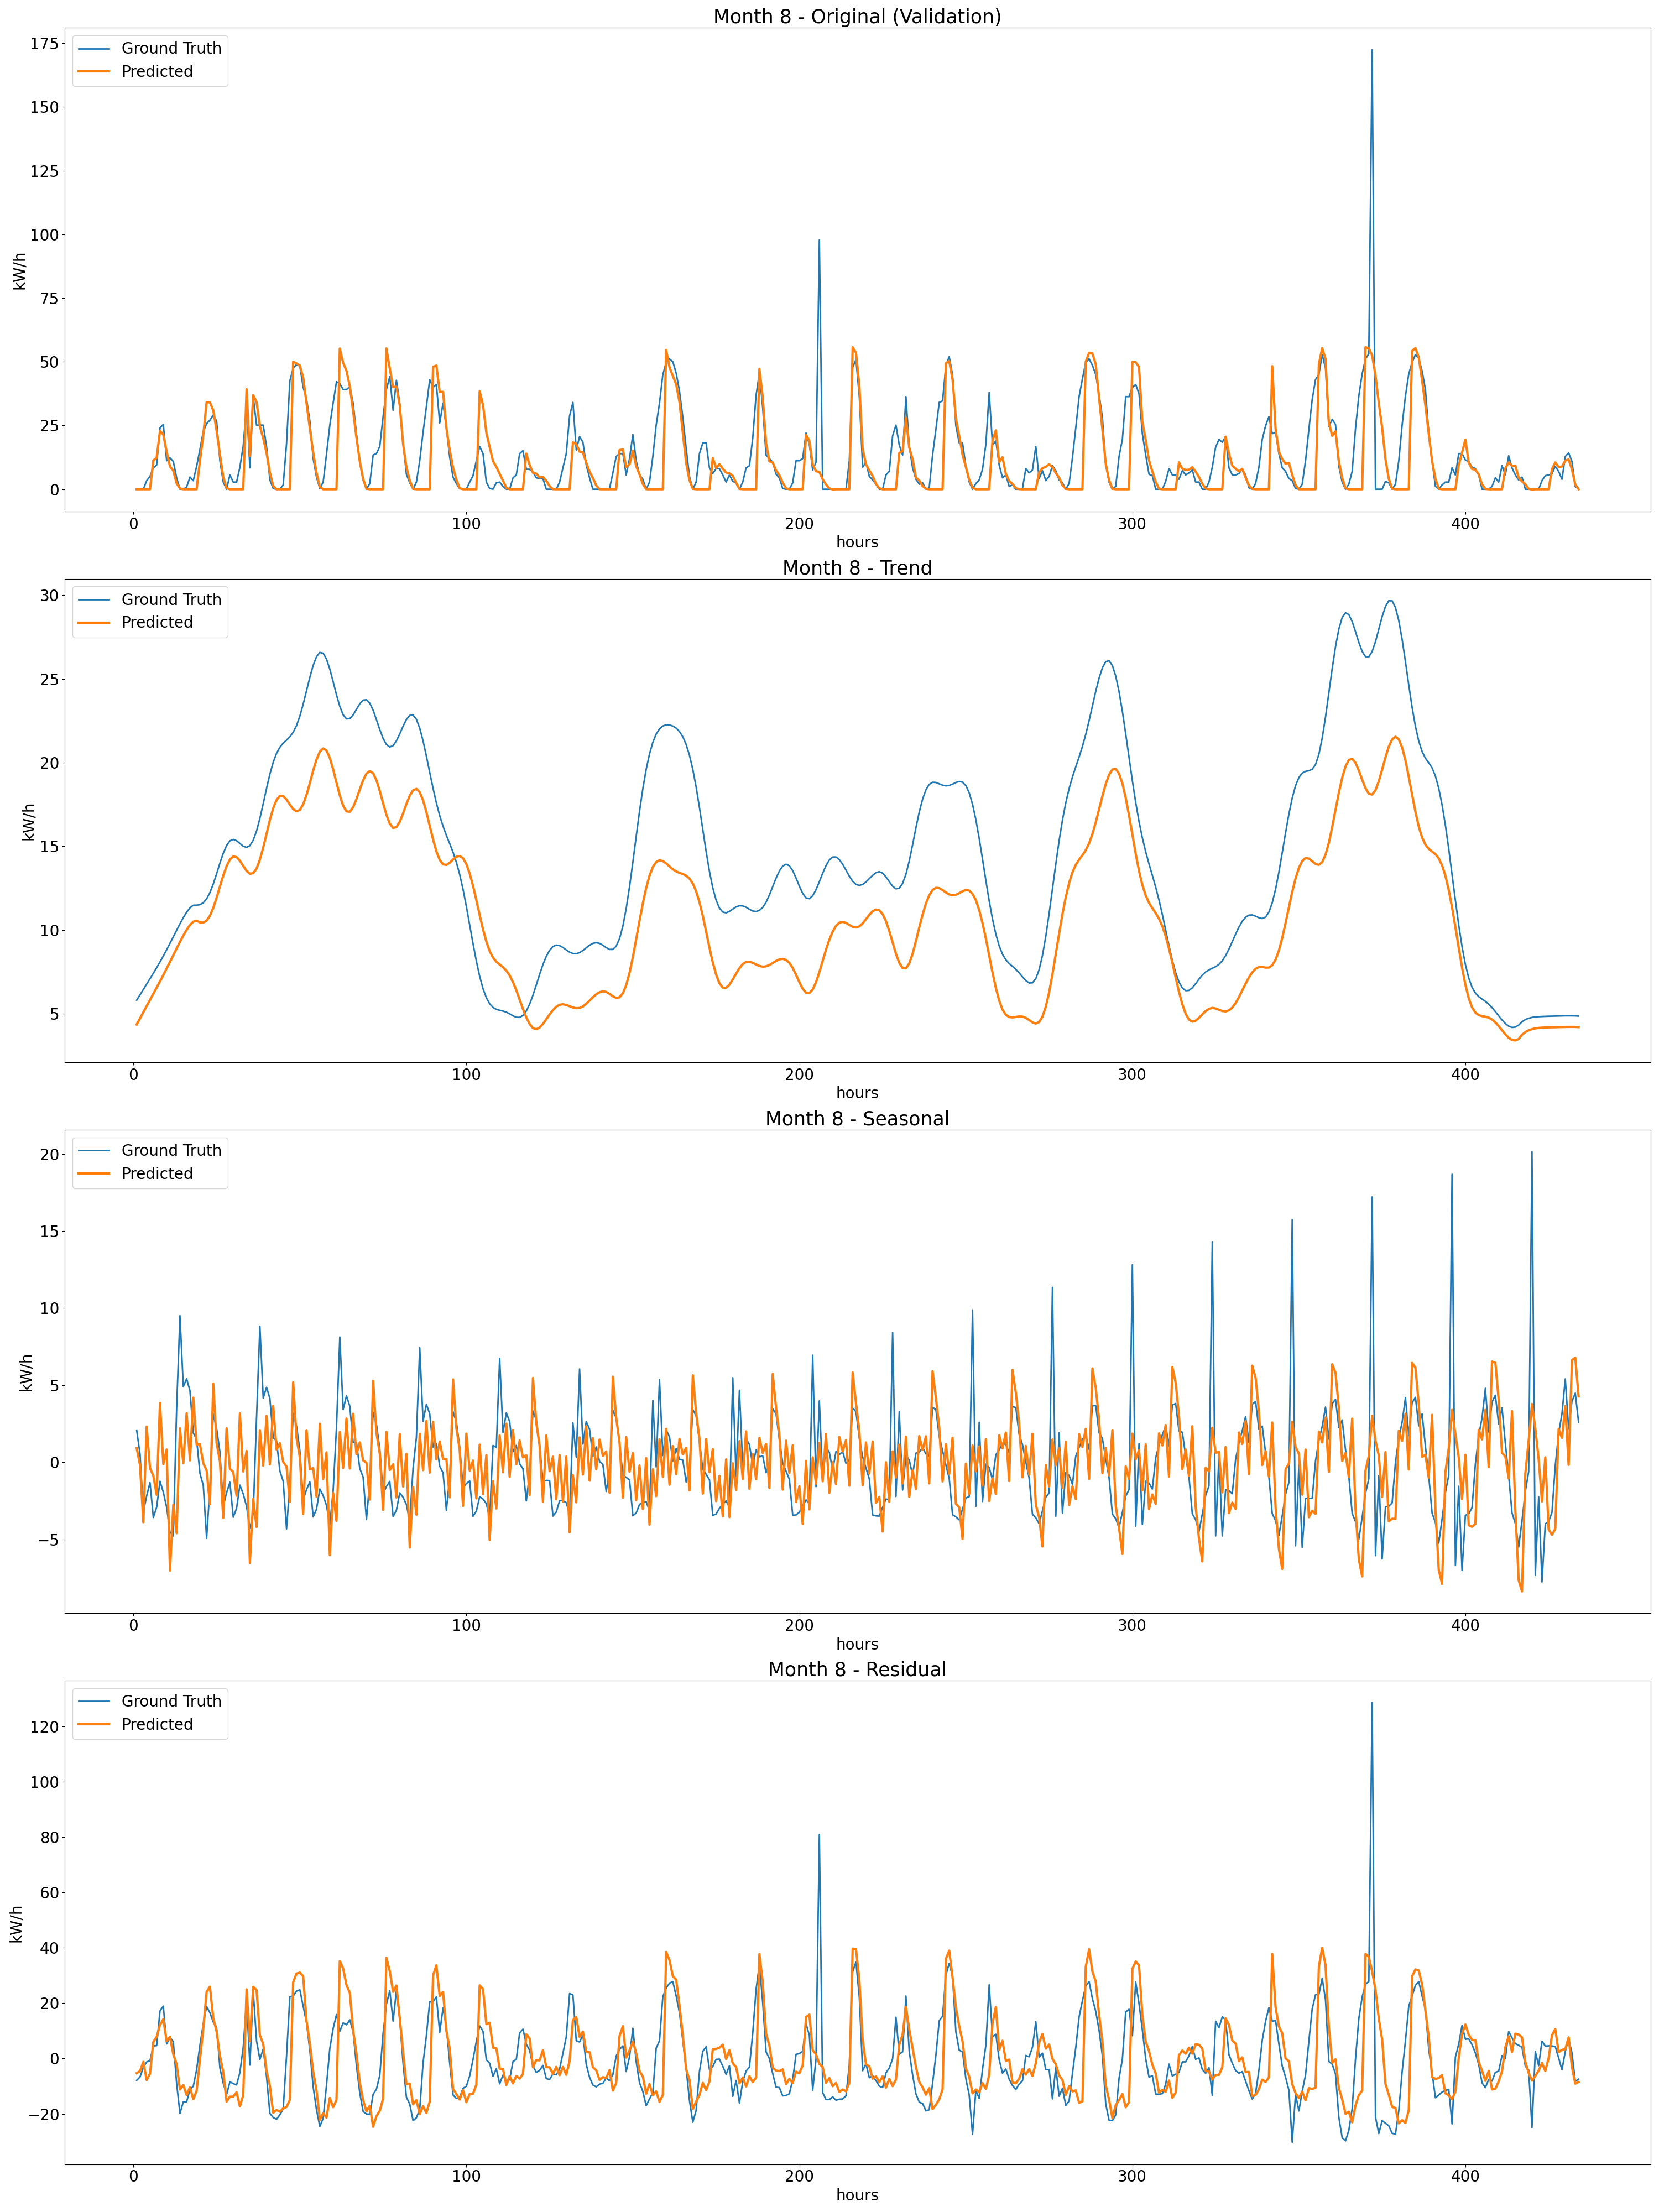 Month 8 - Original (Validation)
Ground Truth
Predicted
175
150
125
100
75
50
25
0
kW/h
0 100 200 300 400
hours
Month 8 - Trend
Ground Truth
Predicted
30
25
20
15
10
5
kW/h
0 100 200 300 400
hours
Month 8 - Seasonal
Ground Truth
Predicted
20
15
10
5
0
−5
kW/h
0 100 200 300 400
hours
Month 8 - Residual
Ground Truth
Predicted
120
100
80
60
40
20
0
−20
kW/h
0 100 200 300 400
hours